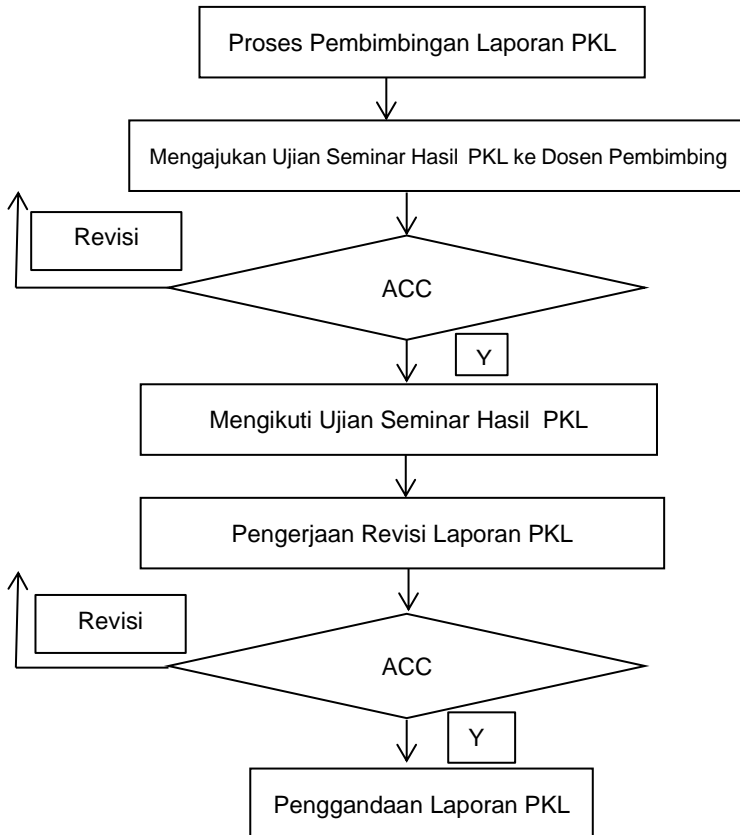 Proses Pembimbingan Laporan PKL
Mengajukan Ujian Seminar Hasil PKL ke Dosen Pembimbing
Revisi
ACC
Y
Mengikuti Ujian Seminar Hasil PKL
Pengerjaan Revisi Laporan PKL
Revisi
ACC
Y
Penggandaan Laporan PKL